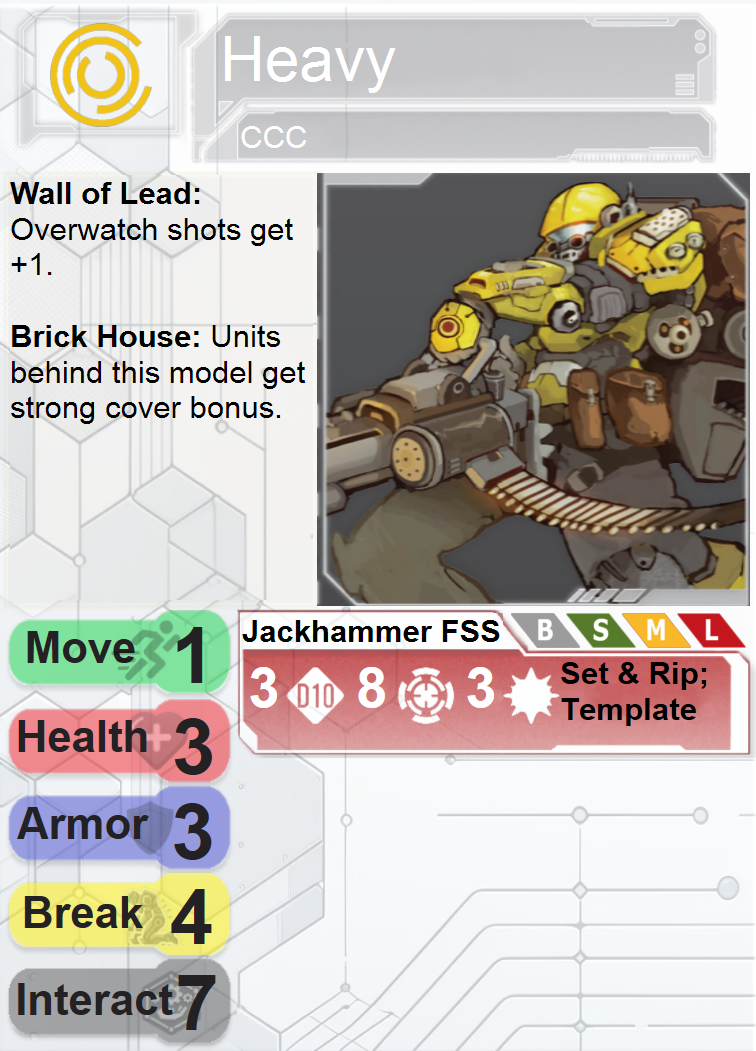 Heavy
CCC
Wall of Lead:
Overwatch shots get
+1.
Brick House: Units
behind this model get
strong cover bonus.
Move 1
Health 3
Armor 3
Break 4
Interact 7
Jackhammer FSS B S M L
3 D10 8 3 Set & Rip;
Template